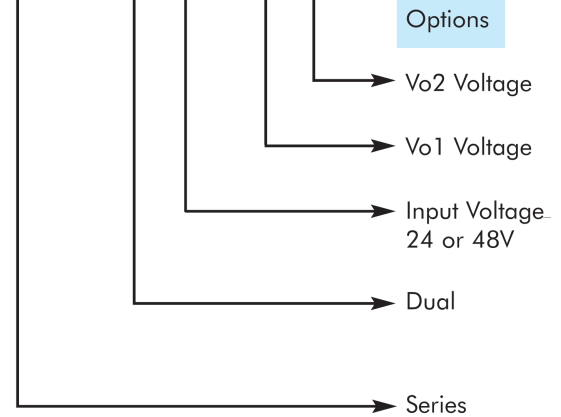 Options
Vo2 Voltage
Vo1 Voltage
Input Voltage
24 or 48V
Dual
Series